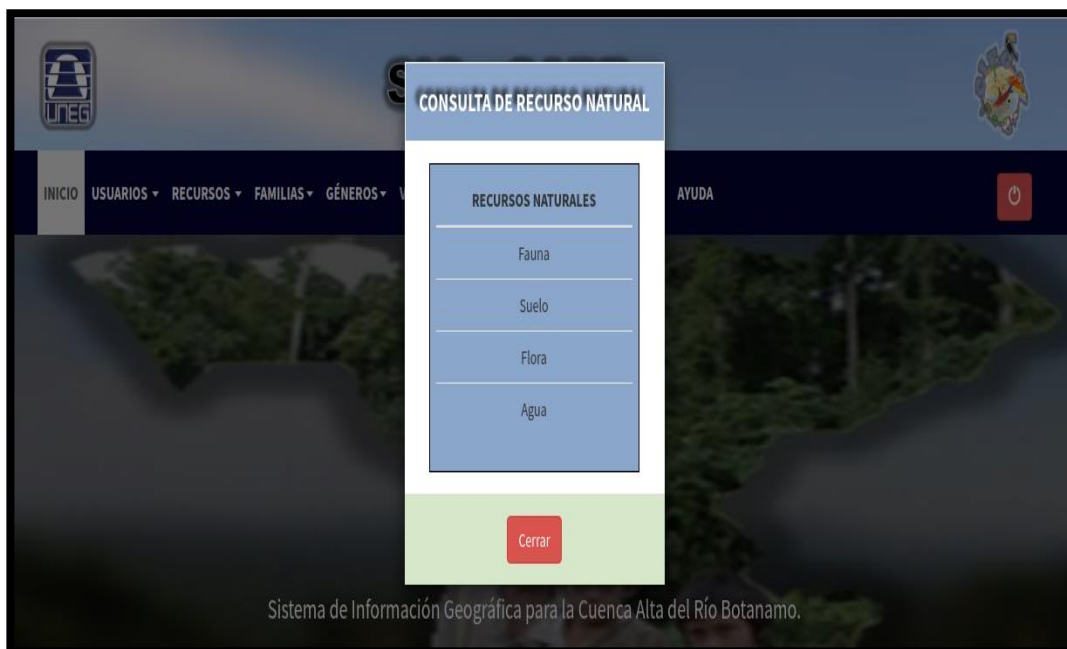 UNEG
CONSULTA DE RECURSO NATURAL
INICIO USUARIOS RECURSOS FAMILIAS GÉNEROS AYUDA
RECURSOS NATURALES
Fauna
Suelo
Flora
Agua
Cerrar
Sistema de Información Geográfica para la Cuenca Alta del Río Botanamo.